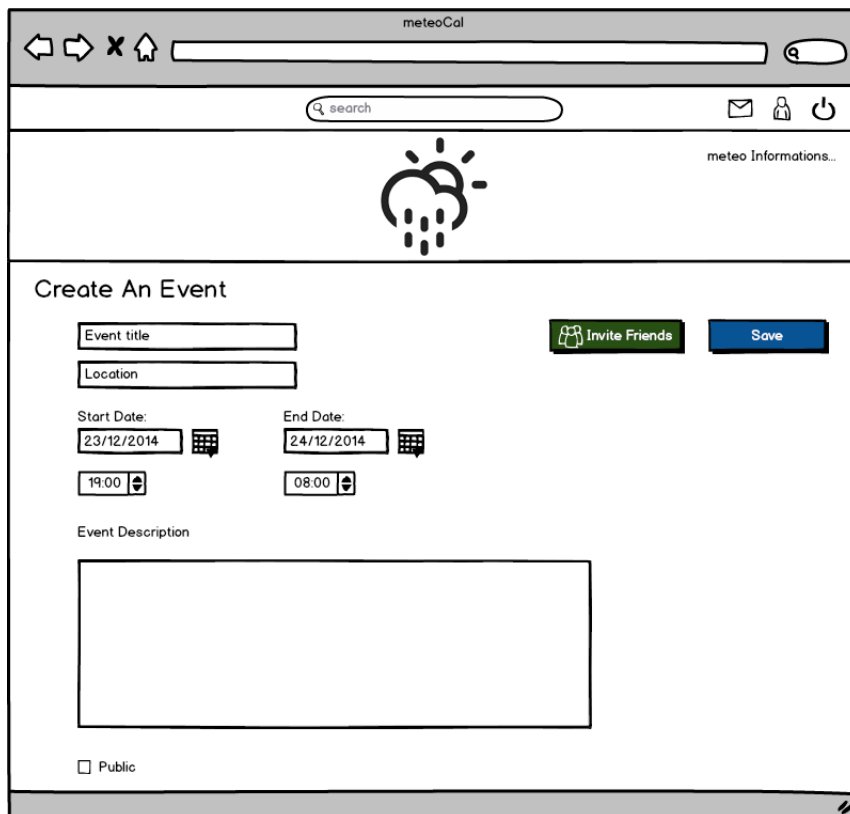 meteoCal
search
meteo Informations...
Create An Event
Event title
Invite Friends
Save
Location
Start Date:
End Date:
23/12/2014
24/12/2014
19:00
08:00
Event Description
Public